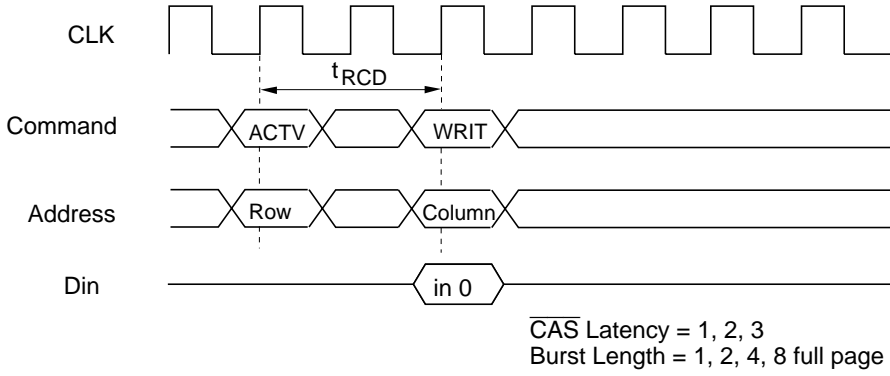 CLK
tRCD
Command
ACTV
WRIT
Address
Row
Column
Din
in 0
CAS Latency = 1, 2, 3
Burst Length = 1, 2, 4, 8 full page